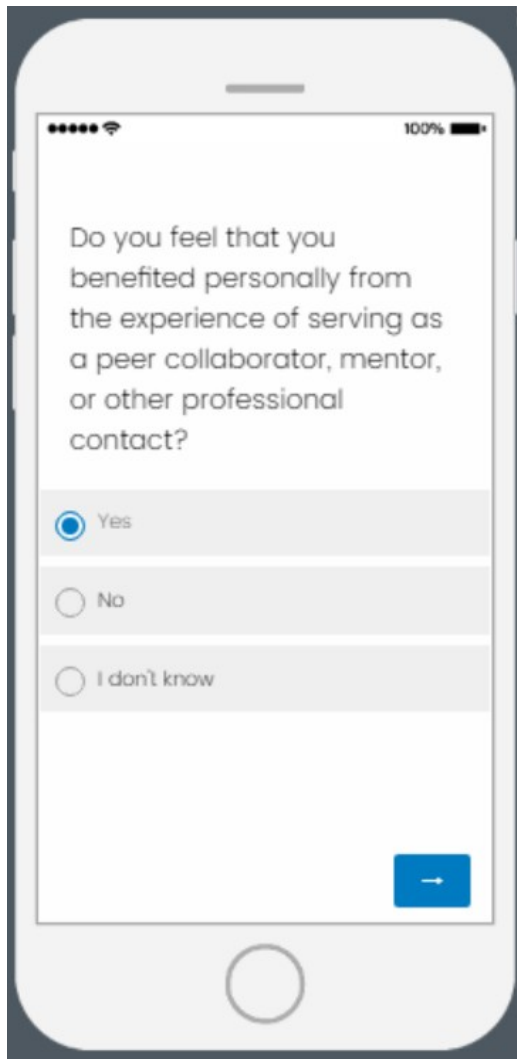 100%
Do you feel that you
benefited personally from
the experience of serving as
a peer collaborator, mentor,
or other professional
contact?
Yes
No
I don't know